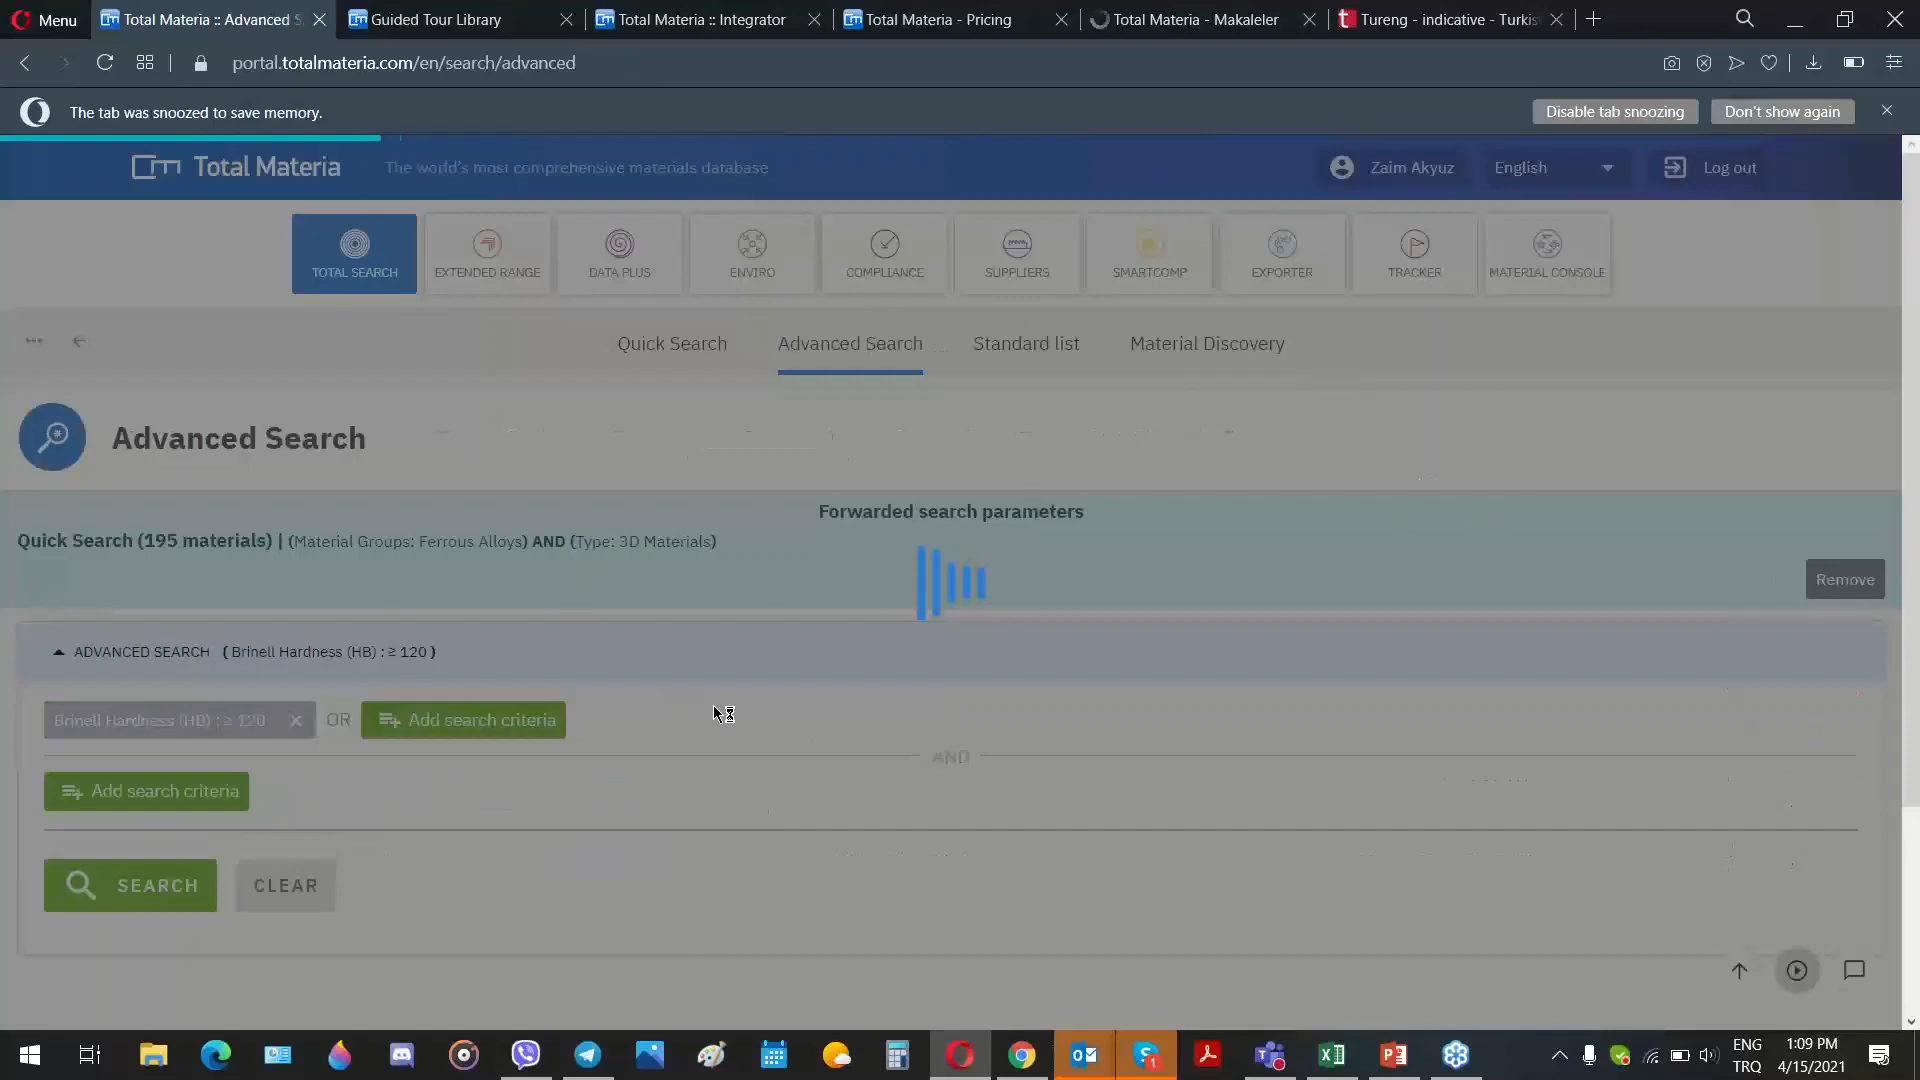 Menu
Total Materia :: Advanced S
Guided Tour Library
Total Materia :: Integrator
Total Materia - Pricing
Total Materia - Makaleler
Tureng - indicative - Turkis
portal.totalmateria.com/en/search/advanced
The tab was snoozed to save memory.
Disable tab snoozing
Don't show again
Total Materia
The world's most comprehensive materials database
Zaim Akyuz
English
Log out
TOTAL SEARCH
EXTENDED RANGE
DATA PLUS
ENVIRO
COMPLIANCE
SUPPLIERS
SMARTCOMP
EXPORTER
TRACKER
MATERIAL CONSOLE
Quick Search
Advanced Search
Standard list
Material Discovery
Advanced Search
Forwarded search parameters
Quick Search (195 materials) | (Material Groups: Ferrous Alloys) AND (Type: 3D Materials)
Remove
ADVANCED SEARCH ( Brinell Hardness (HB) : ≥ 120 )
Brinell Hardness (HB) : ≥ 120
OR
Add search criteria
AND
Add search criteria
SEARCH
CLEAR
ENG
TRQ
1:09 PM
4/15/2021